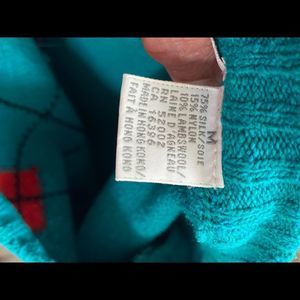 M
75% SILK/SOIE
15% NYLON
10% LAMBSWOOL/
LAINE D'AGNEAU
RN 52002
CA 16396
MADE IN HONG KONG/
FAIT À HONG KONG